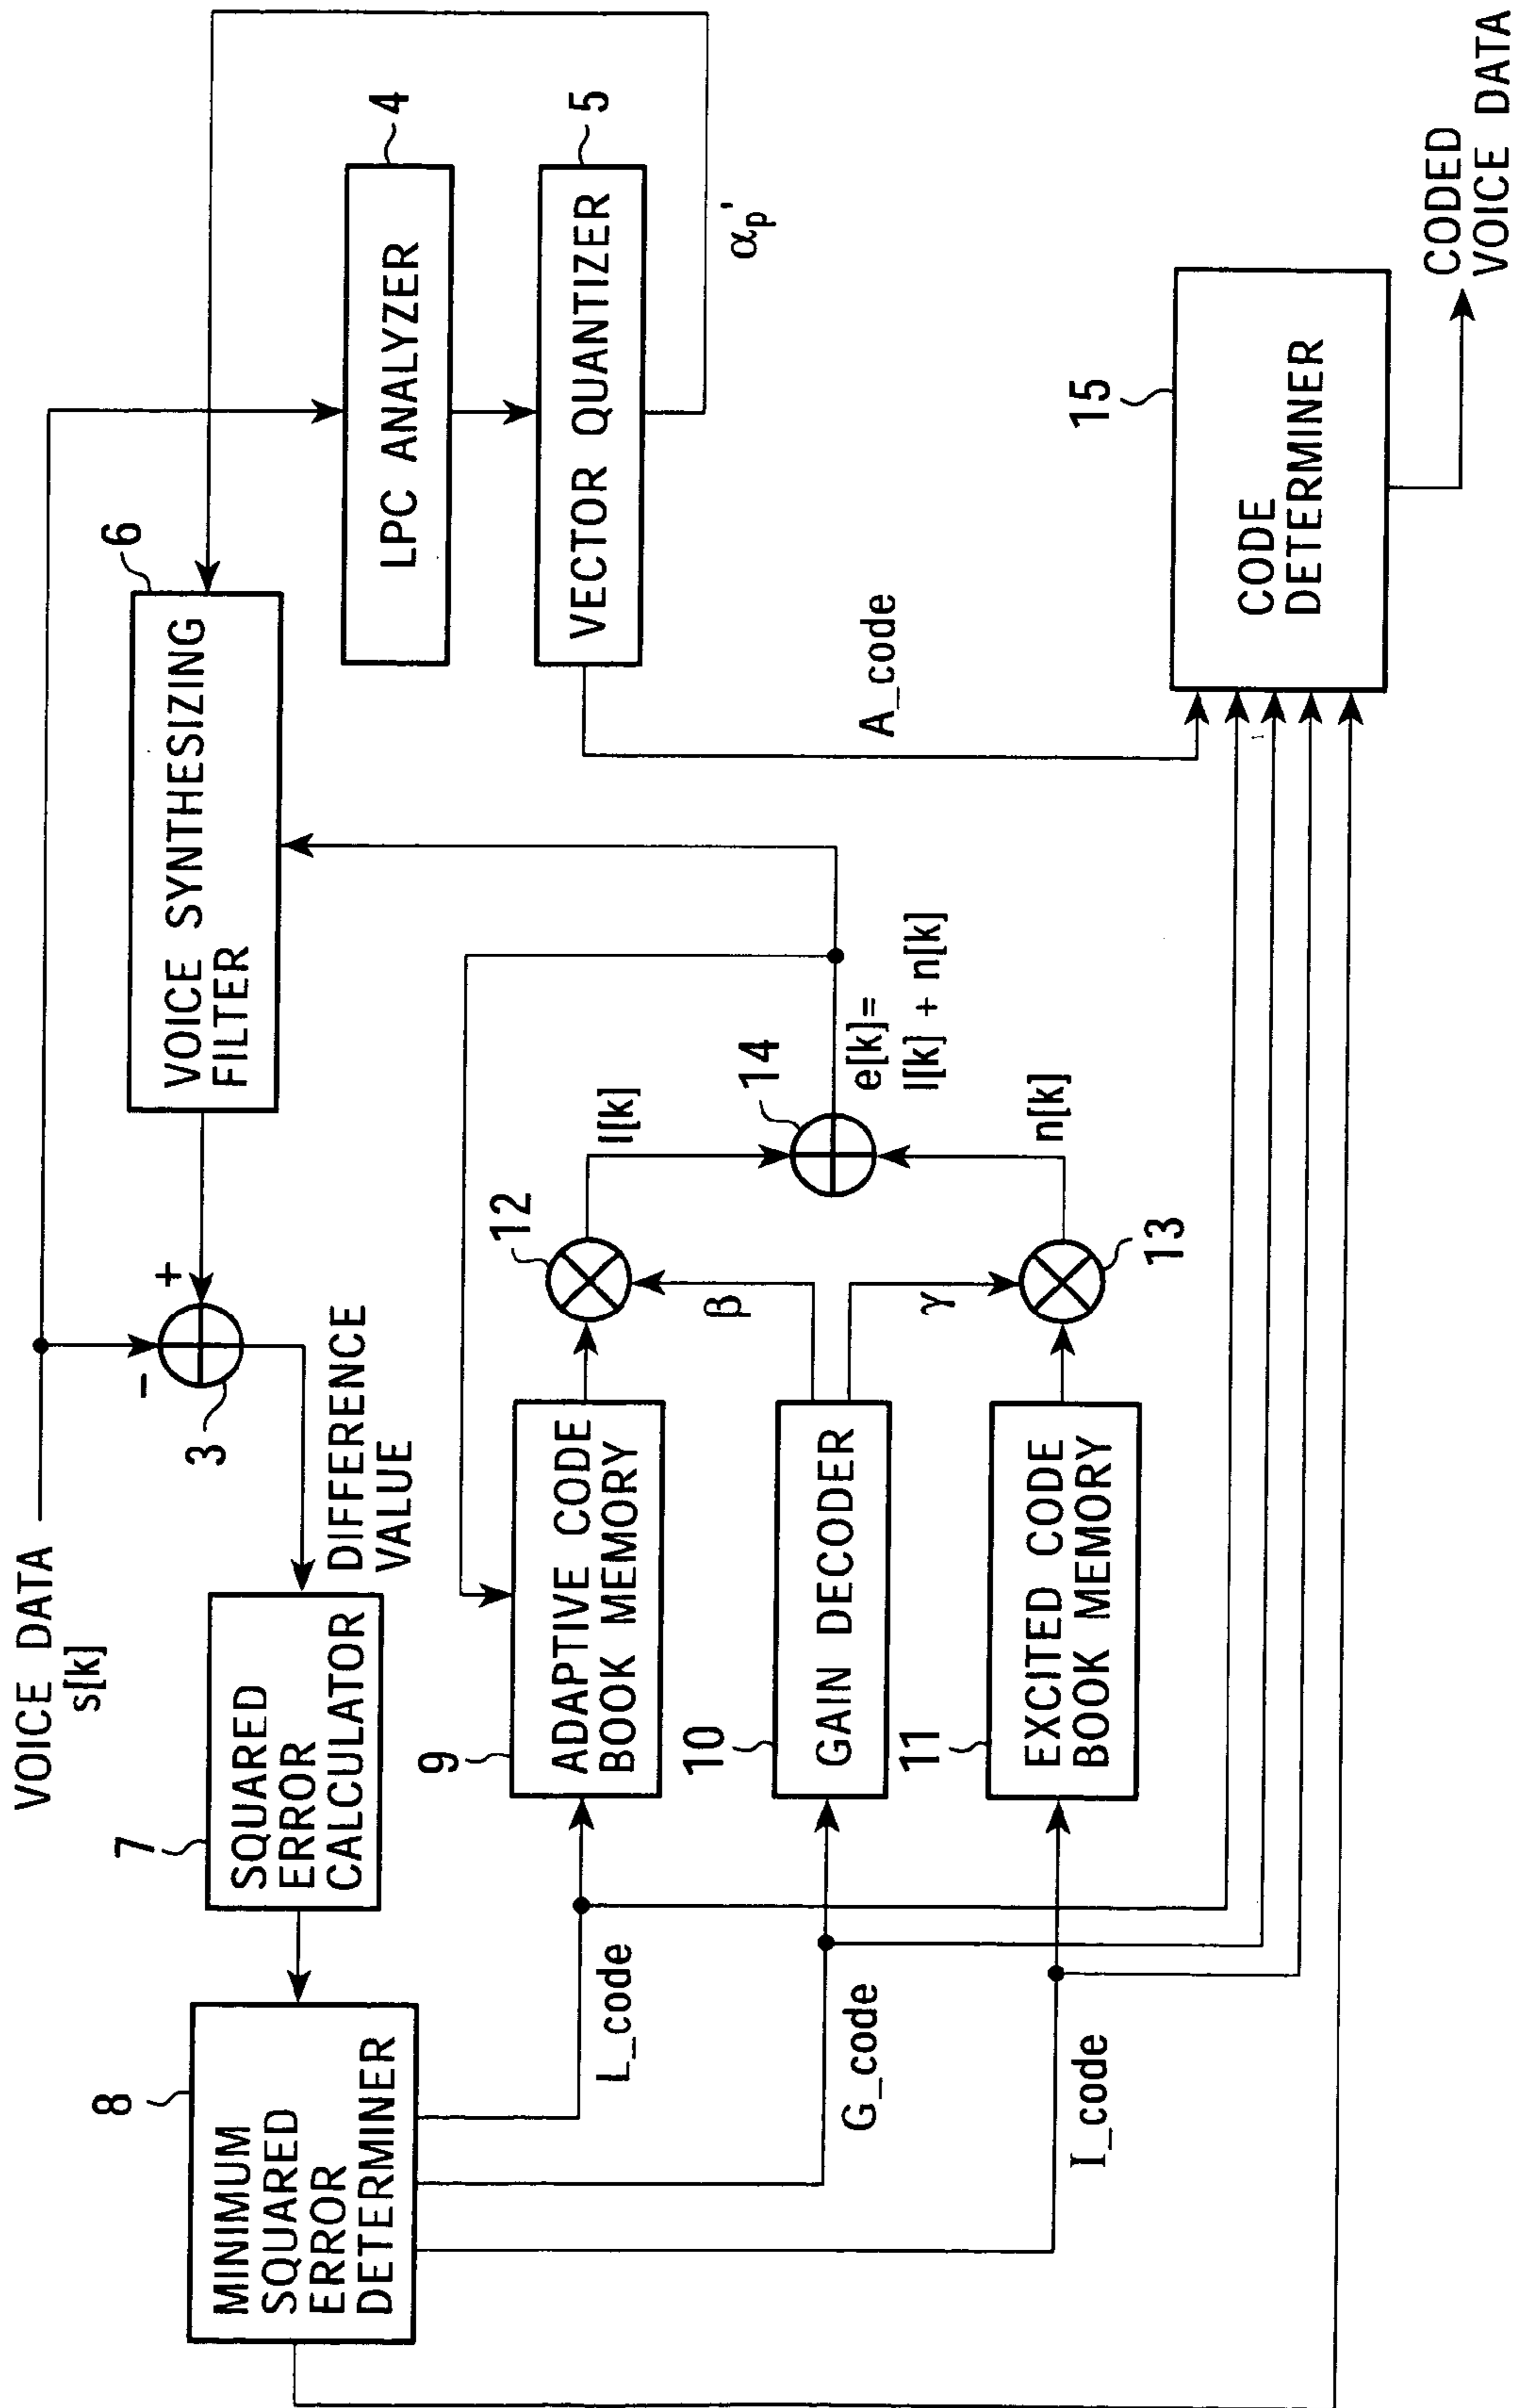 VOICE DATA
s[k]
3
-
+
DIFFERENCE
VALUE
6
VOICE SYNTHESIZING
FILTER
4
LPC ANALYZER
5
VECTOR QUANTIZER
αp'
7
SQUARED
ERROR
CALCULATOR
8
MINIMUM
SQUARED
ERROR
DETERMINER
L_code
G_code
I_code
9
ADAPTIVE CODE
BOOK MEMORY
10
GAIN DECODER
11
EXCITED CODE
BOOK MEMORY
12
β
γ
13
l[k]
14
n[k]
e[k]=
l[k] + n[k]
A_code
15
CODE
DETERMINER
CODED
VOICE DATA